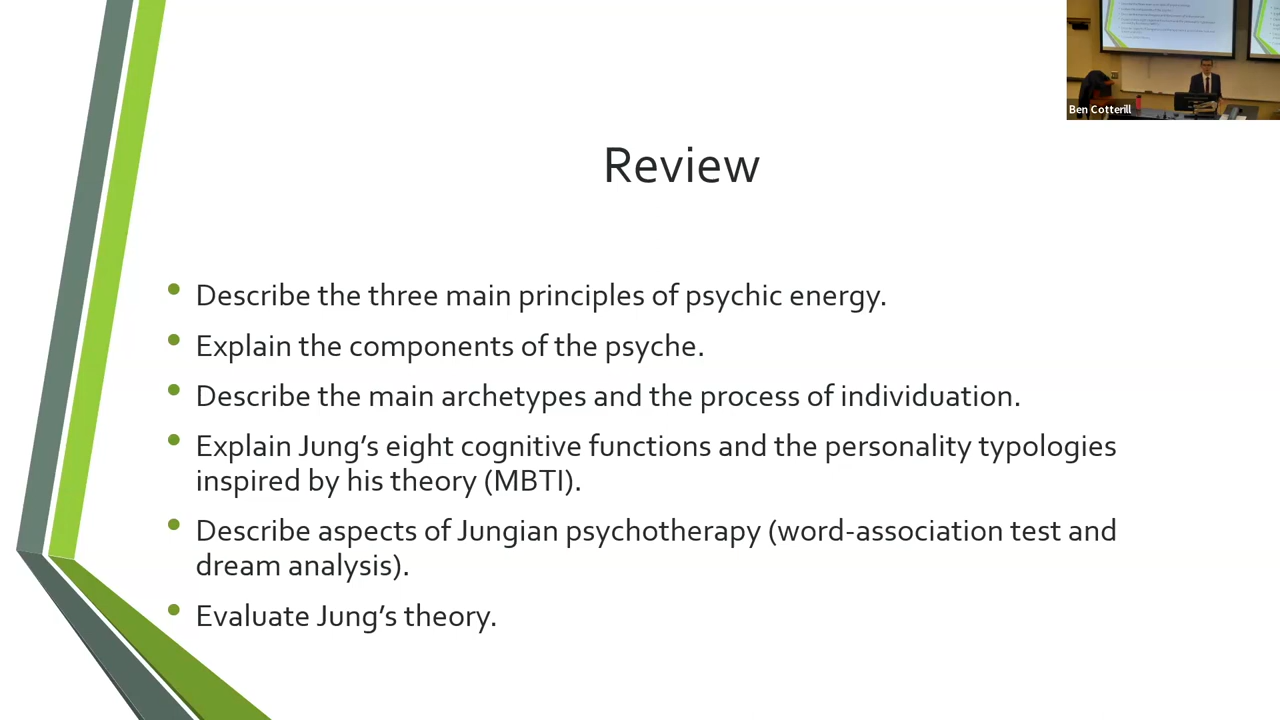 Ben Cotterill
Review
• Describe the three main principles of psychic energy.
• Explain the components of the psyche.
• Describe the main archetypes and the process of individuation.
• Explain Jung’s eight cognitive functions and the personality typologies
inspired by his theory (MBTI).
• Describe aspects of Jungian psychotherapy (word-association test and
dream analysis).
• Evaluate Jung’s theory.